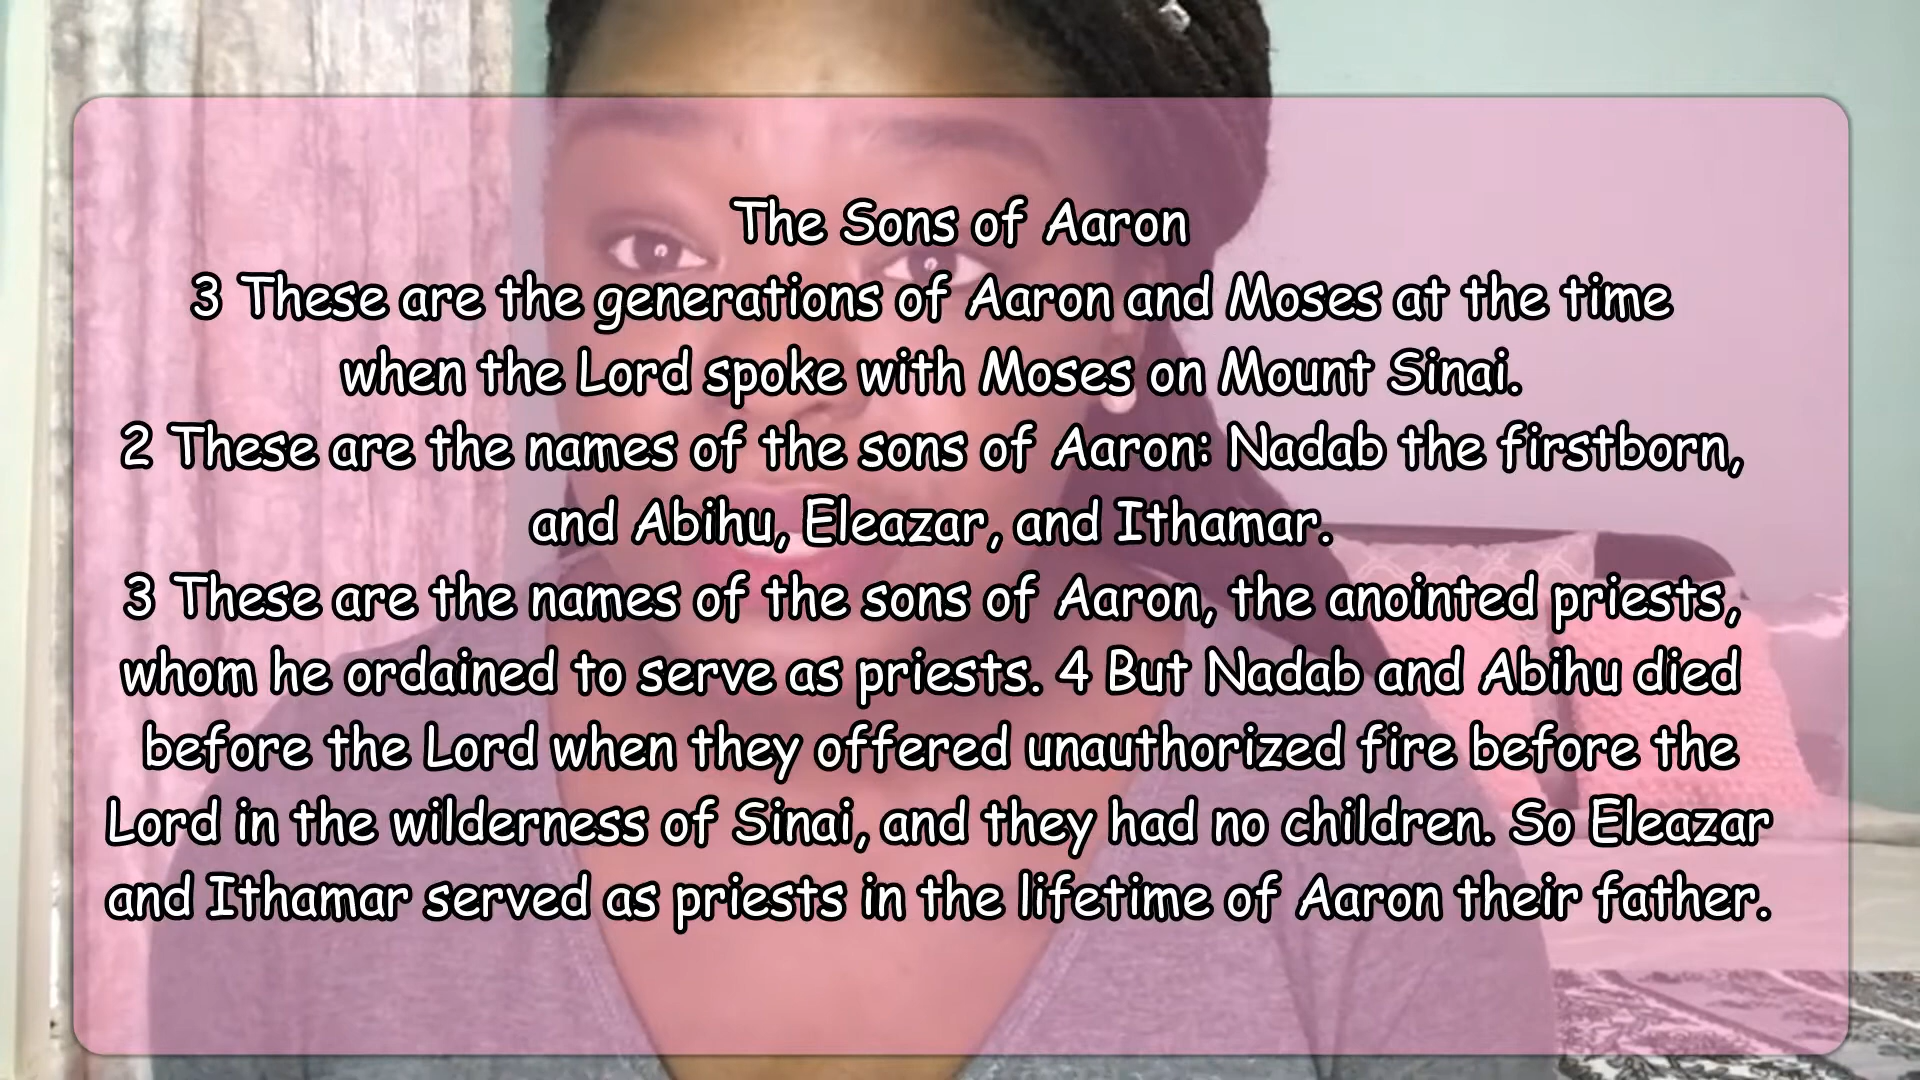 The Sons of Aaron
3 These are the generations of Aaron and Moses at the time
when the Lord spoke with Moses on Mount Sinai.
2 These are the names of the sons of Aaron: Nadab the firstborn,
and Abihu, Eleazar, and Ithamar.
3 These are the names of the sons of Aaron, the anointed priests,
whom he ordained to serve as priests. 4 But Nadab and Abihu died
before the Lord when they offered unauthorized fire before the
Lord in the wilderness of Sinai, and they had no children. So Eleazar
and Ithamar served as priests in the lifetime of Aaron their father.